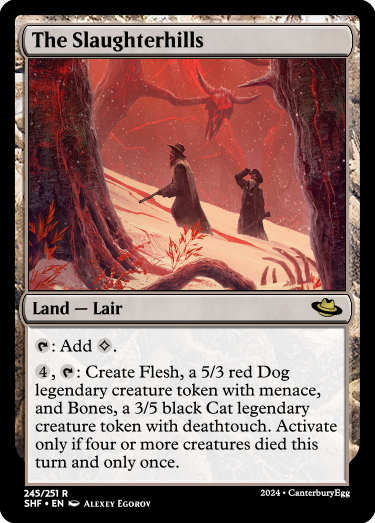 The Slaughterhills
Land — Lair
{T}: Add {C}.
{4}, {T}: Create Flesh, a 5/3 red Dog
legendary creature token with menace,
and Bones, a 3/5 black Cat legendary
creature token with deathtouch. Activate
only if four or more creatures died this
turn and only once.
245/251 R
SHF • EN Alexey Egorov
2024 • CanterburyEgg